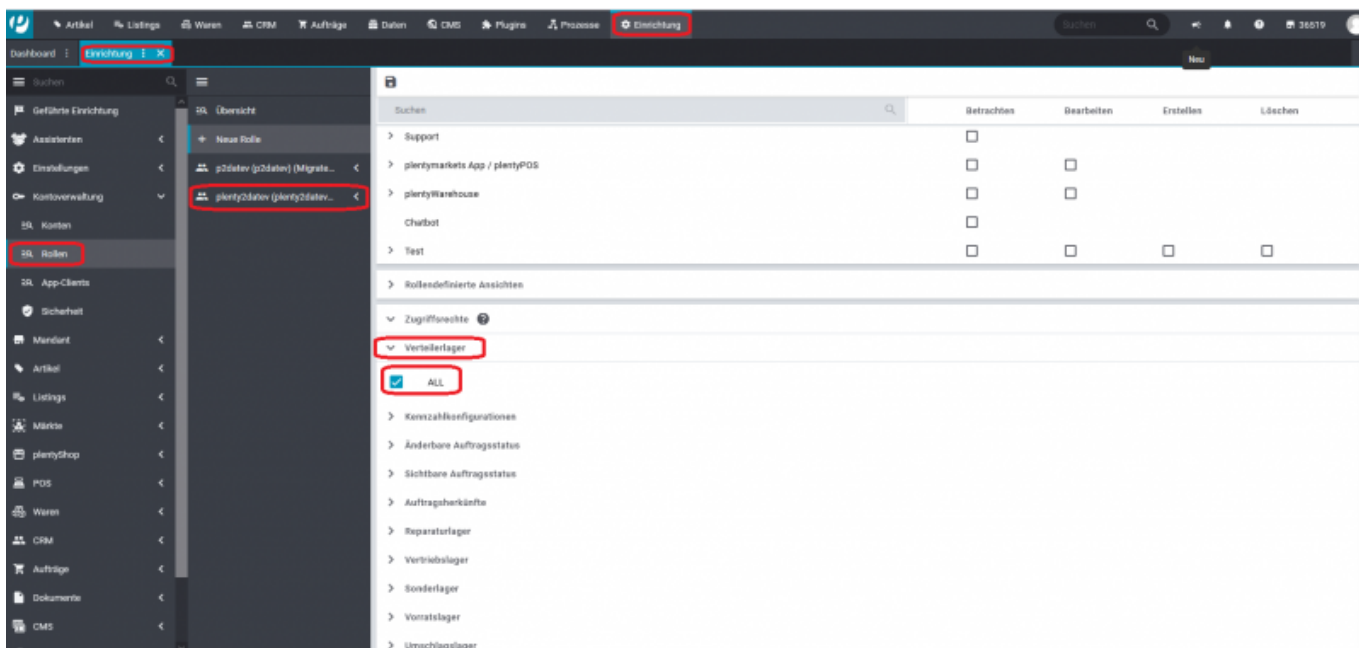 Artikel Listings Waren CRM Aufträge Daten CMS Plugins Prozesse Einrichtung Suchen 36519
Dashboard Einrichtung
Neu
Suchen
Geführte Einrichtung
Assistenten
Einstellungen
Kontoverwaltung
Konten
Rollen
App-Clients
Sicherheit
Mandant
Artikel
Listings
Märkte
plentyShop
POS
Waren
CRM
Aufträge
Dokumente
CMS
Übersicht
+ Neue Rolle
p2datev (p2datev) (Migrate...
plenty2datev (plenty2datev...
Suchen Betrachten Bearbeiten Erstellen Löschen
Support
plentymarkets App / plentyPOS
plentyWarehouse
Chatbot
Test
Rollendefinierte Ansichten
Zugriffsrechte ?
Verteilerlager
ALL
Kennzahlkonfigurationen
Änderbare Auftragsstatus
Sichtbare Auftragsstatus
Auftragsherkünfte
Reparaturlager
Vertriebslager
Sonderlager
Vorratslager
Umschlagslager